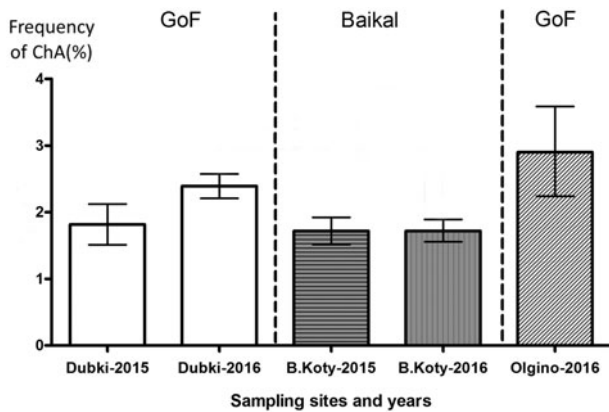 GoF Baikal GoF
Frequency
of ChA(%)
4
3
2
1
0
Dubki-2015 Dubki-2016 B.Koty-2015 B.Koty-2016 Olgino-2016
Sampling sites and years